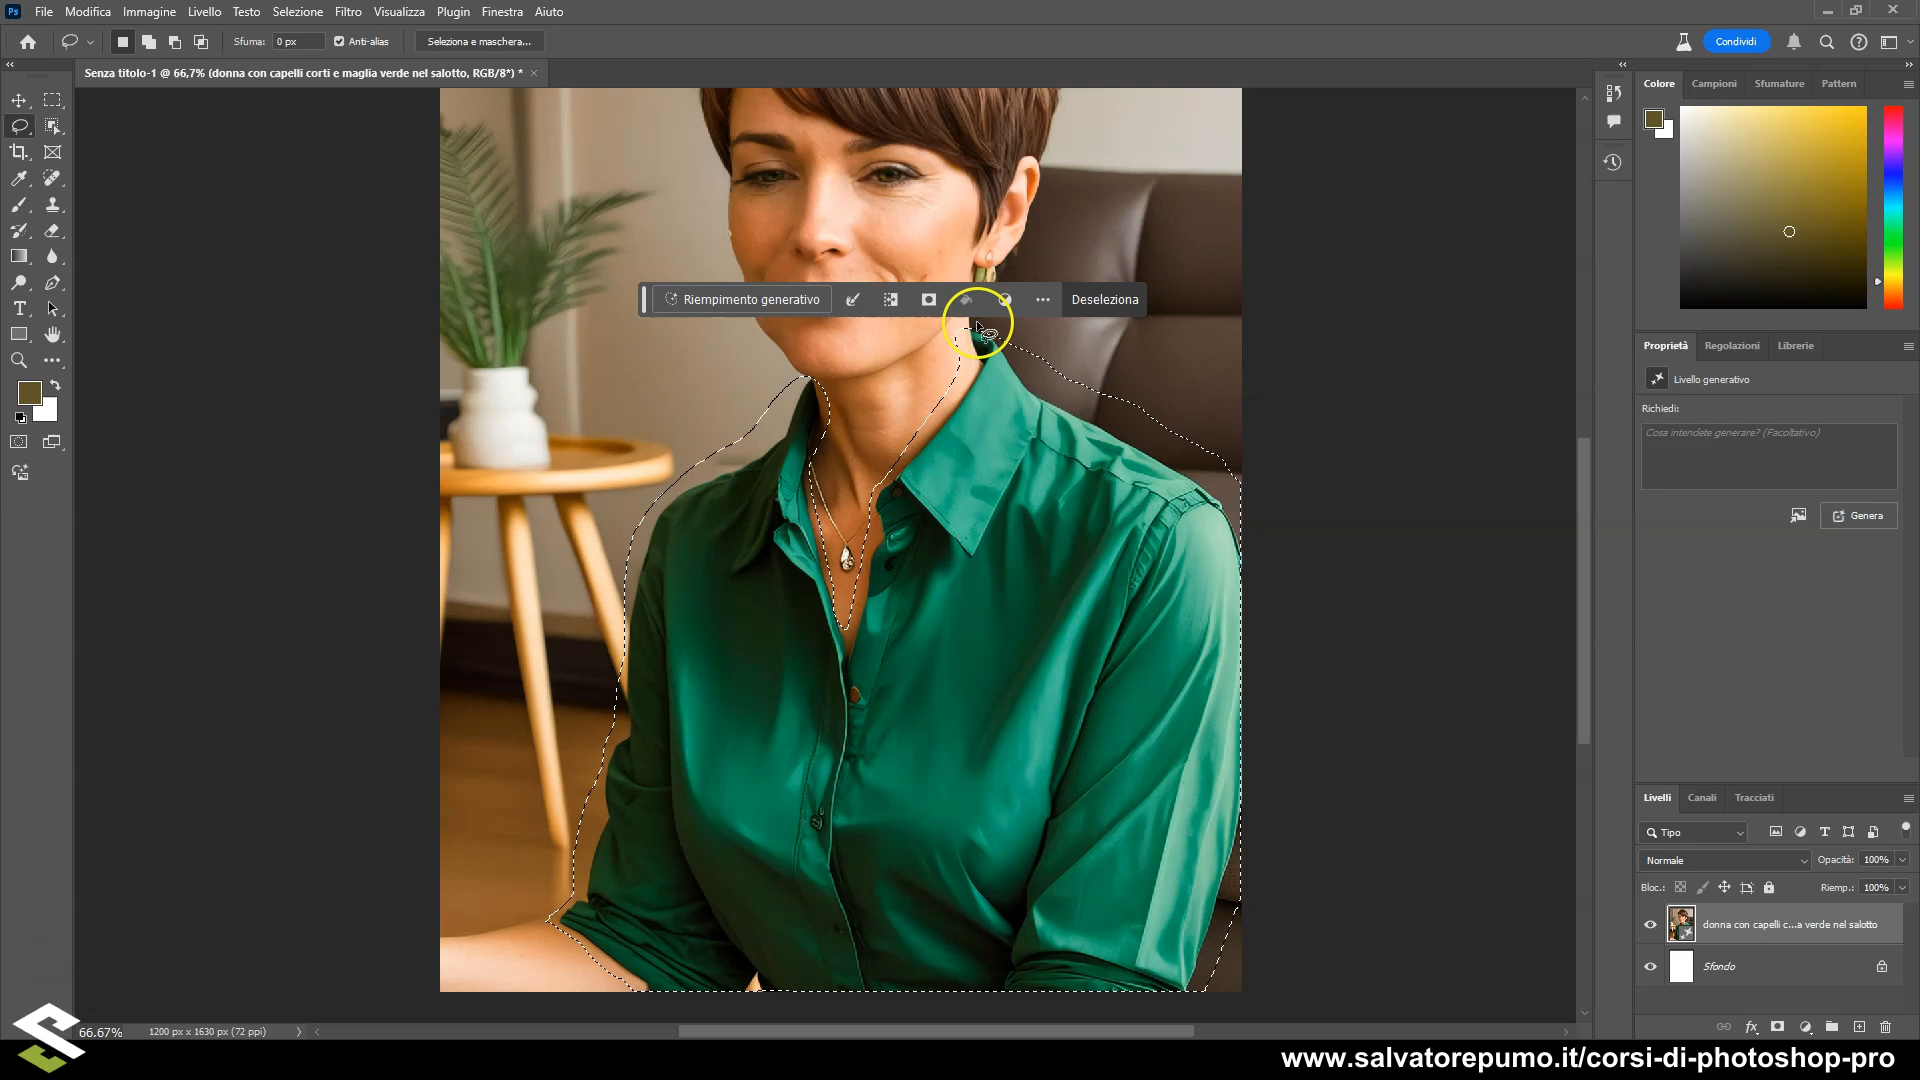 Ps File Modifica Immagine Livello Testo Selezione Filtro Visualizza Plugin Finestra Aiuto
Sfuma: 0 px Anti-alias Seleziona e maschera... Condividi
Senza titolo-1 @ 66,7% (donna con capelli corti e maglia verde nel salotto, RGB/8*) *
Colore Campioni Sfumature Pattern
Riempimento generativo Deseleziona
Proprietà Regolazioni Librerie
Livello generativo
Richiedi:
Cosa intendete generare? (Facoltativo)
Genera
Livelli Canali Tracciati
Tipo
Normale Opacità: 100%
Bloc.: Riemp.: 100%
donna con capelli c...a verde nel salotto
Sfondo
66,67% 1200 px x 1630 px (72 ppi)
www.salvatorepumo.it/corsi-di-photoshop-pro